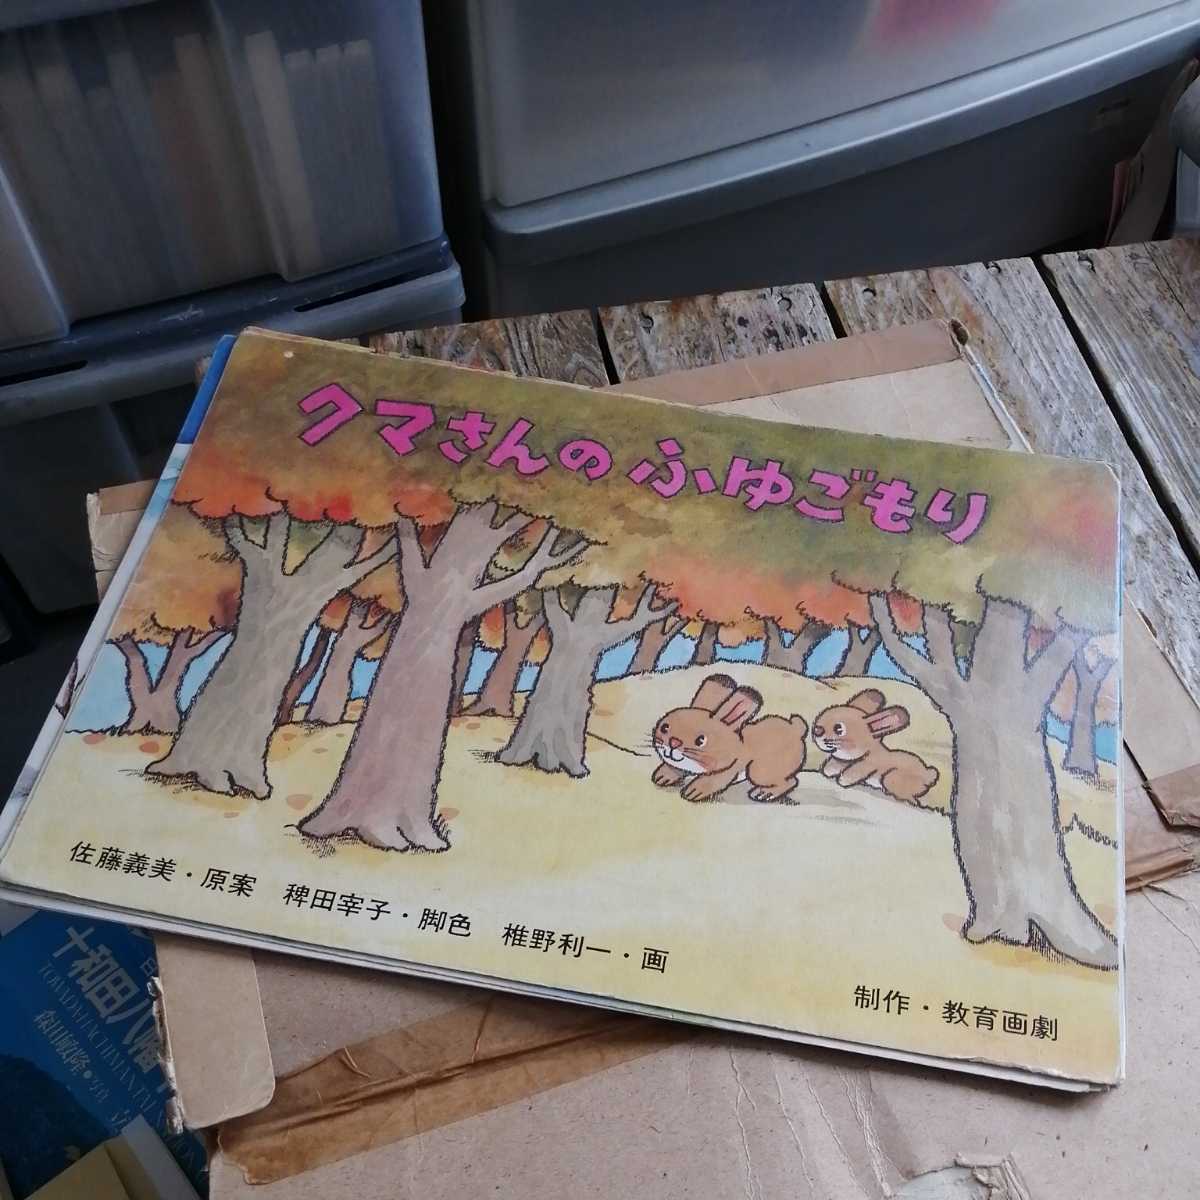 クマさんの ふゆごもり
佐藤義美・原案 稗田宰子・脚色 椎野利一・画
制作・教育画劇
十和田八幡平